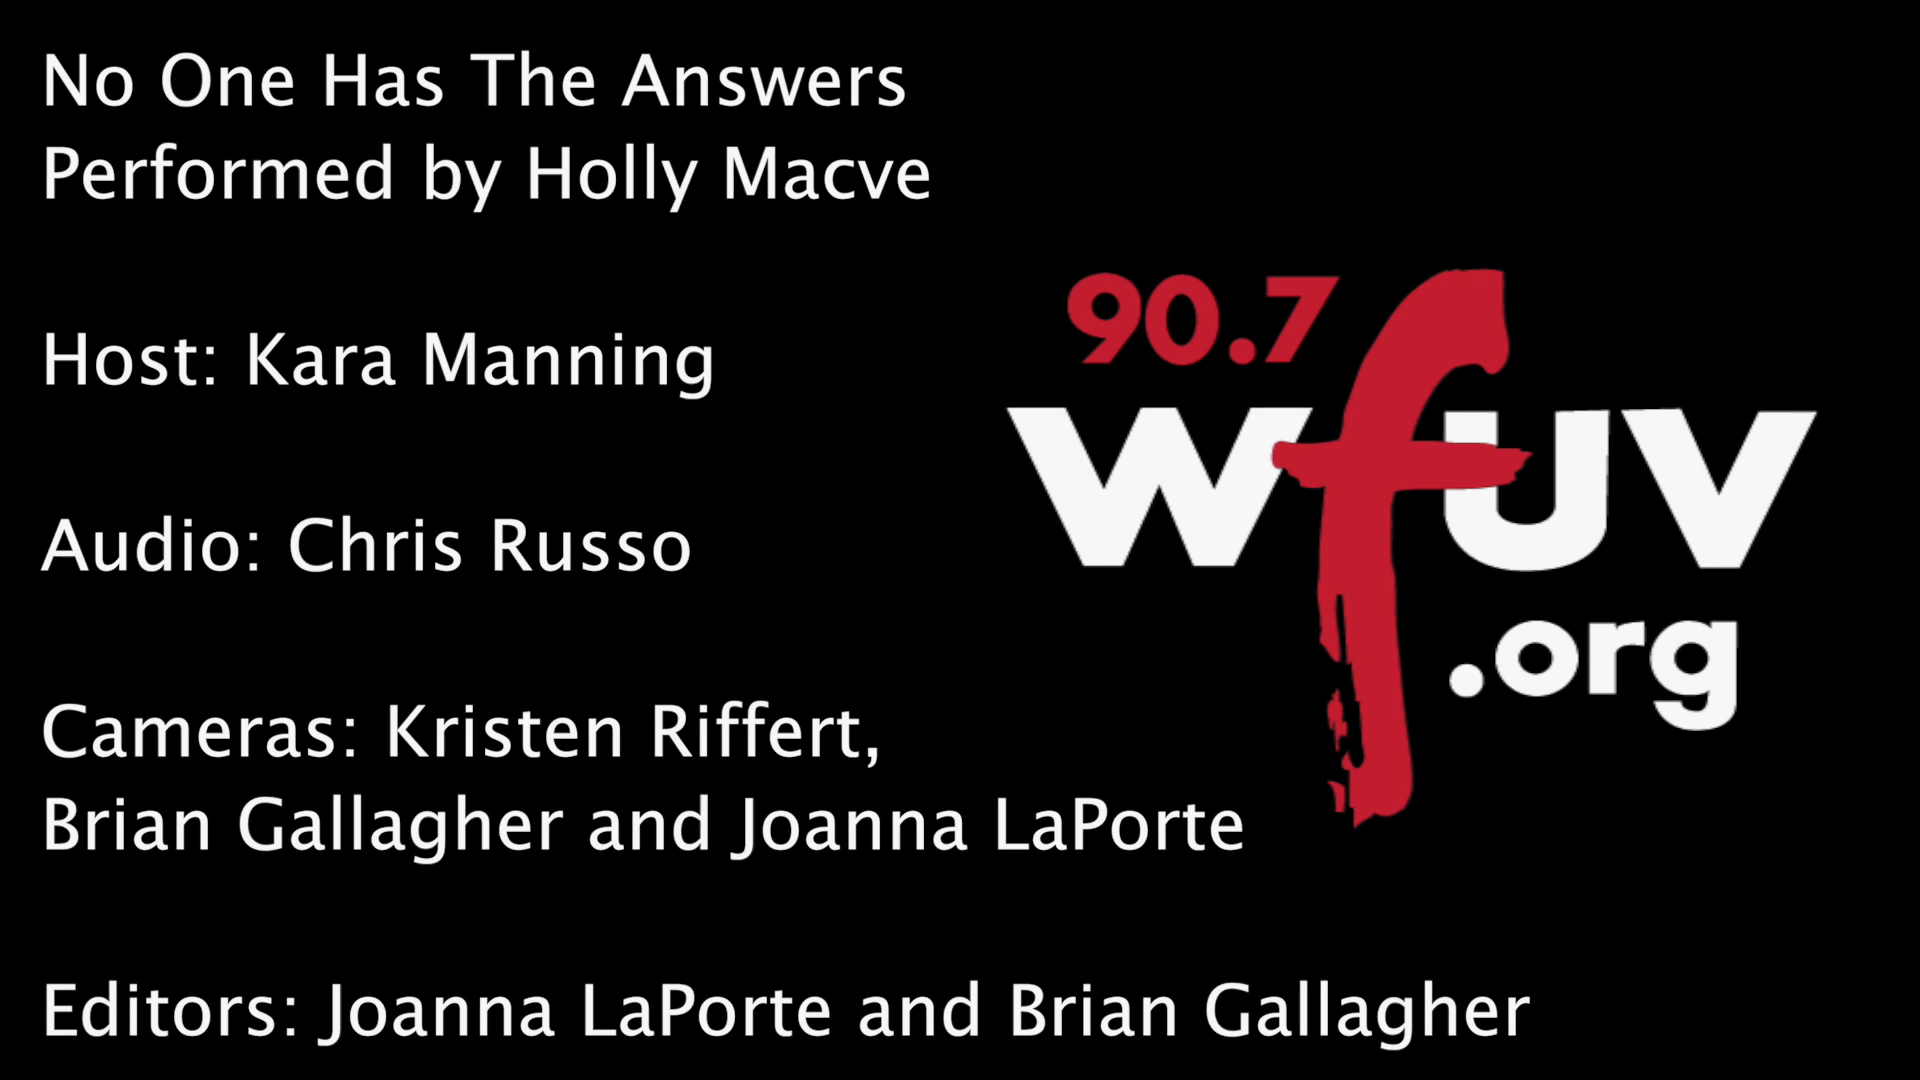 No One Has The Answers
Performed by Holly Macve
Host: Kara Manning
Audio: Chris Russo
Cameras: Kristen Riffert,
Brian Gallagher and Joanna LaPorte
Editors: Joanna LaPorte and Brian Gallagher
90.7
wfuv
.org